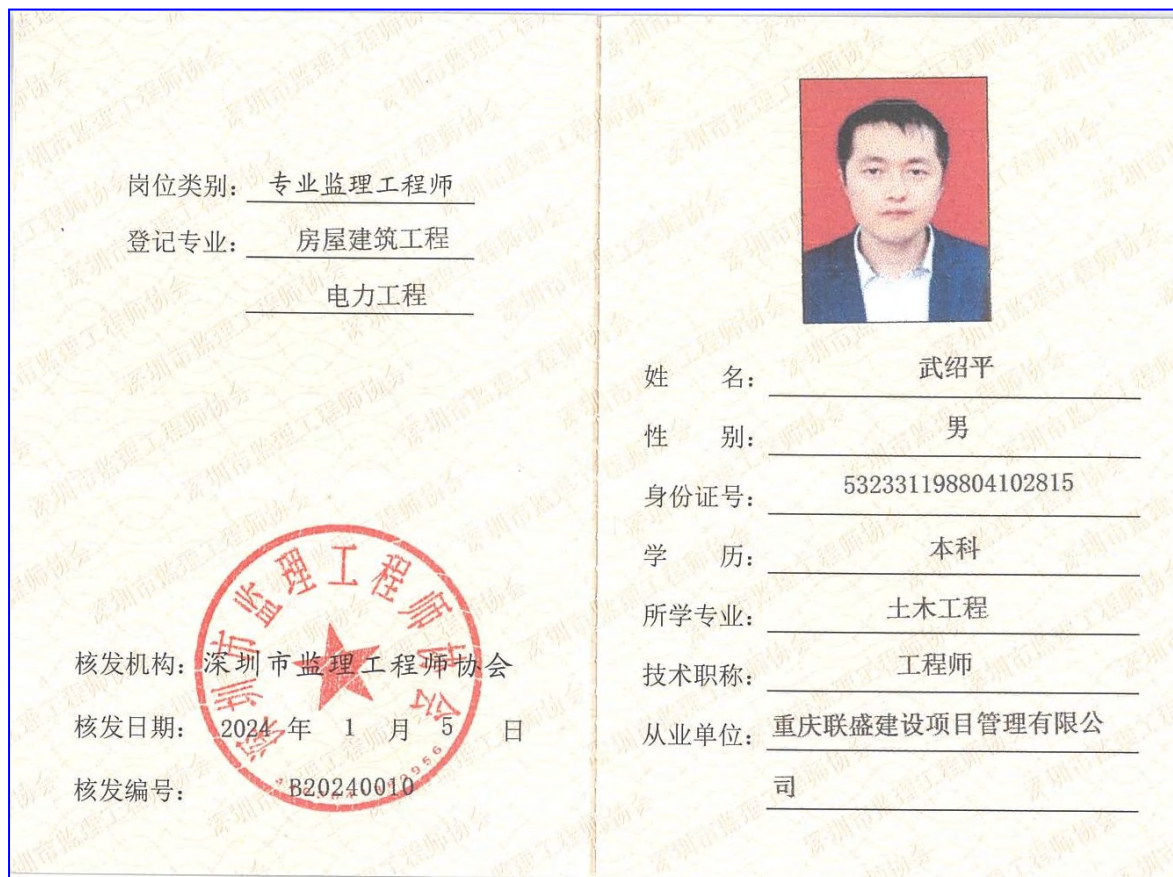 岗位类别: 专业监理工程师
登记专业: 房屋建筑工程
电力工程
深圳市监理工程师协会
核发机构: 深圳市监理工程师协会
核发日期: 2024 年 1 月 5 日
核发编号: B20240010
姓 名: 武绍平
性 别: 男
身份证号: 532331198804102815
学 历: 本科
所学专业: 土木工程
技术职称: 工程师
从业单位: 重庆联盛建设项目管理有限公
司